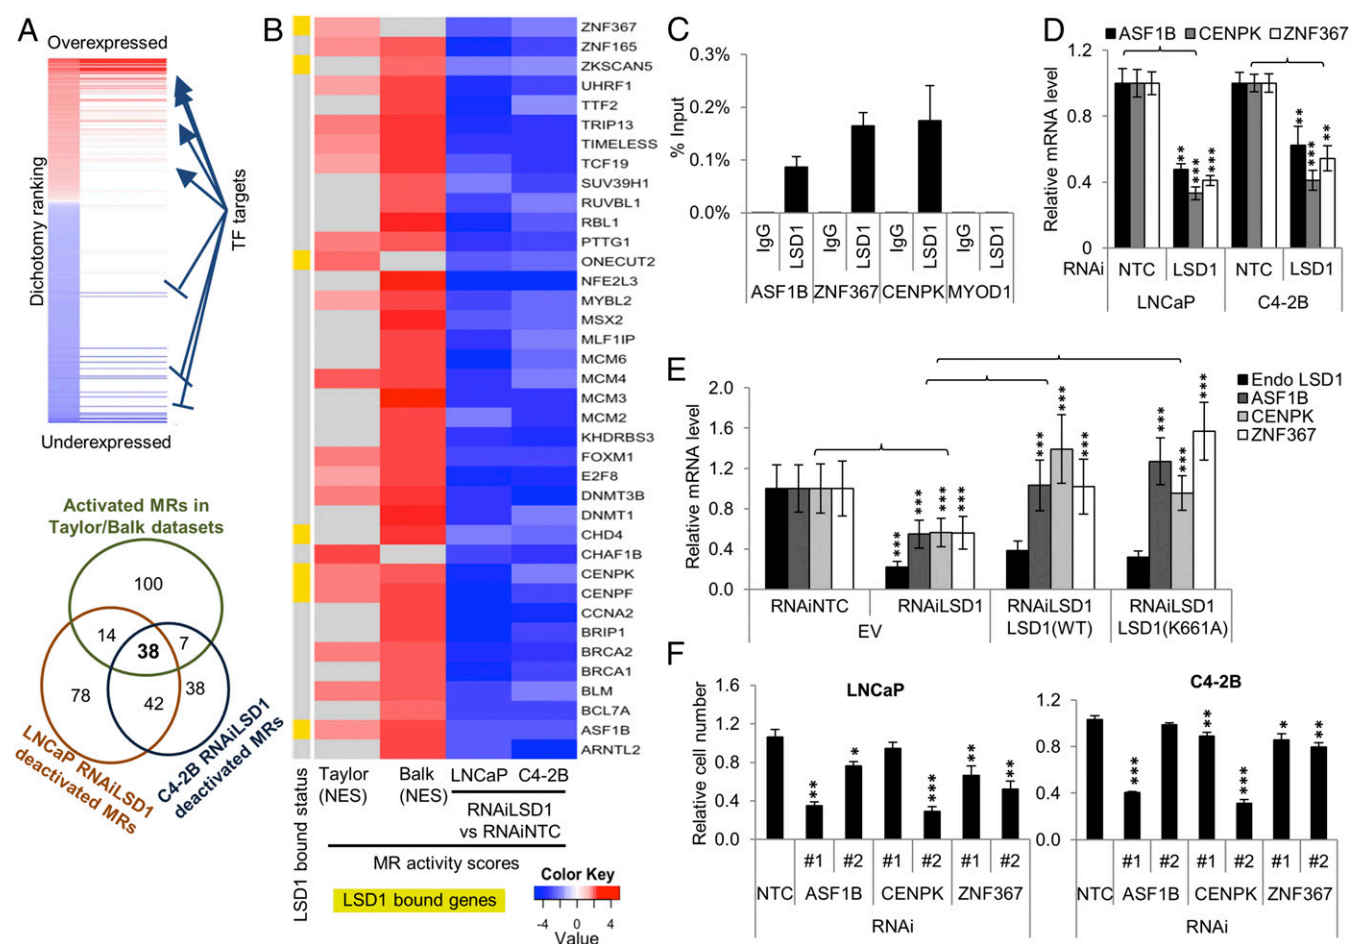 A
Overexpressed
Dichotomy ranking
TF targets
Underexpressed
Activated MRs in
Taylor/Balk datasets
100
14
38
7
78
42
38
LNCaP RNAiLSD1
deactivated MRs
C4-2B RNAiLSD1
deactivated MRs
B
ZNF367
ZNF165
ZKSCAN5
UHRF1
TTF2
TRIP13
TIMELESS
TCF19
SUV39H1
RUVBL1
RBL1
PTTG1
ONECUT2
NFE2L3
MYBL2
MSX2
MLF1IP
MCM6
MCM4
MCM3
MCM2
KHDRBS3
FOXM1
E2F8
DNMT3B
DNMT1
CHD4
CHAF1B
CENPK
CENPF
CCNA2
BRIP1
BRCA2
BRCA1
BLM
BCL7A
ASF1B
ARNTL2
LSD1 bound status
Taylor Balk LNCaP C4-2B
(NES) (NES)
RNAiLSD1
vs RNAiNTC
MR activity scores
LSD1 bound genes
Color Key
-4 0 4
Value
C
0.3%
0.2%
0.1%
0.0%
% Input
IgG LSD1 IgG LSD1 IgG LSD1 IgG LSD1
ASF1B ZNF367 CENPK MYOD1
D
ASF1B CENPK ZNF367
1.2
0.8
0.4
0
Relative mRNA level
** *** *** ** *** **
RNAi NTC LSD1 NTC LSD1
LNCaP C4-2B
E
Endo LSD1
ASF1B
CENPK
ZNF367
2.0
1.6
1.2
0.8
0.4
0.0
Relative mRNA level
*** *** *** *** *** *** *** *** *** ***
RNAiNTC RNAiLSD1 RNAiLSD1 RNAiLSD1
EV LSD1(WT) LSD1(K661A)
F
LNCaP
1.6
1.2
0.8
0.4
0.0
Relative cell number
** * *** ** **
#1 #2 #1 #2 #1 #2
NTC ASF1B CENPK ZNF367
RNAi
C4-2B
1.2
0.8
0.4
0.0
*** ** *** * **
#1 #2 #1 #2 #1 #2
NTC ASF1B CENPK ZNF367
RNAi